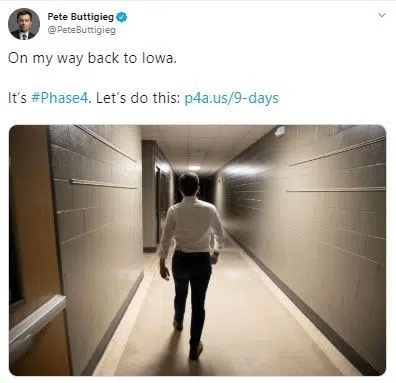 Pete Buttigieg
@PeteButtigieg
On my way back to Iowa.
It's #Phase4. Let's do this: p4a.us/9-days